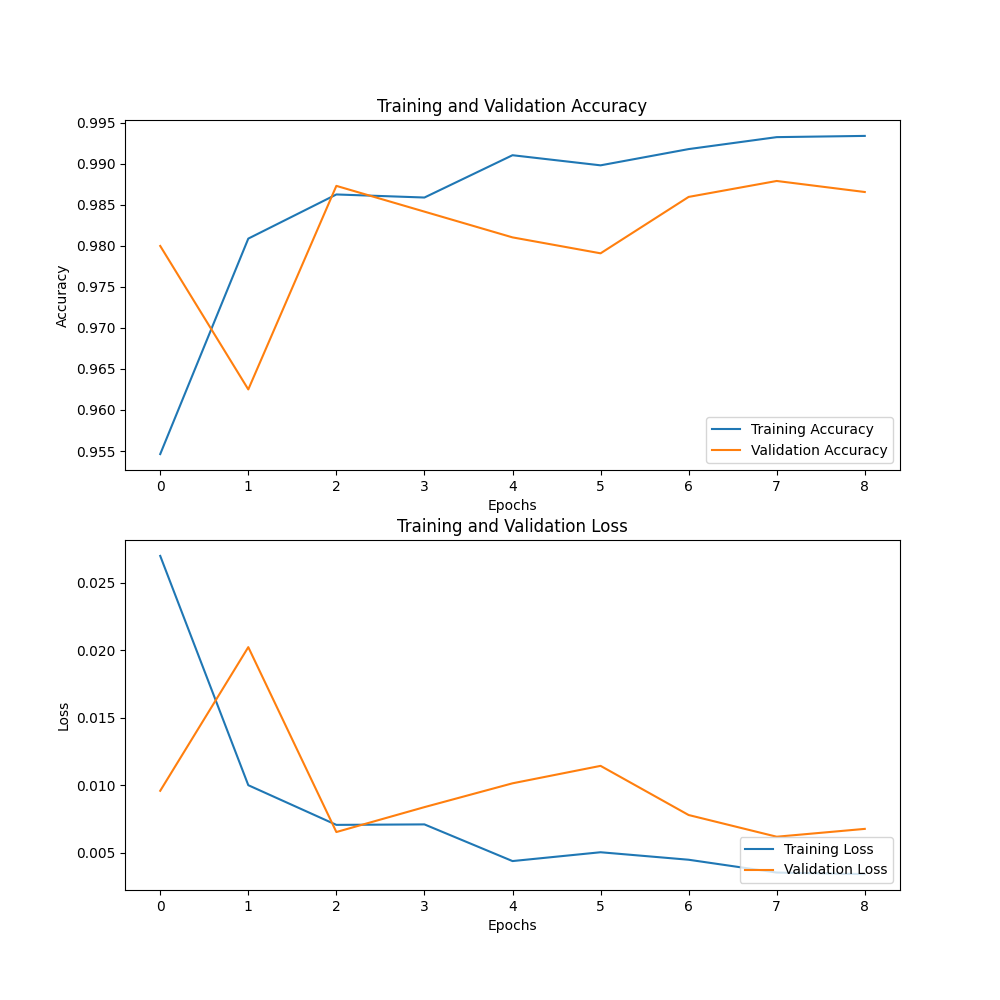 Training and Validation Accuracy
Accuracy
0.995
0.990
0.985
0.980
0.975
0.970
0.965
0.960
0.955
Training Accuracy
Validation Accuracy
0 1 2 3 4 5 6 7 8
Epochs
Training and Validation Loss
Loss
0.025
0.020
0.015
0.010
0.005
Training Loss
Validation Loss
0 1 2 3 4 5 6 7 8
Epochs